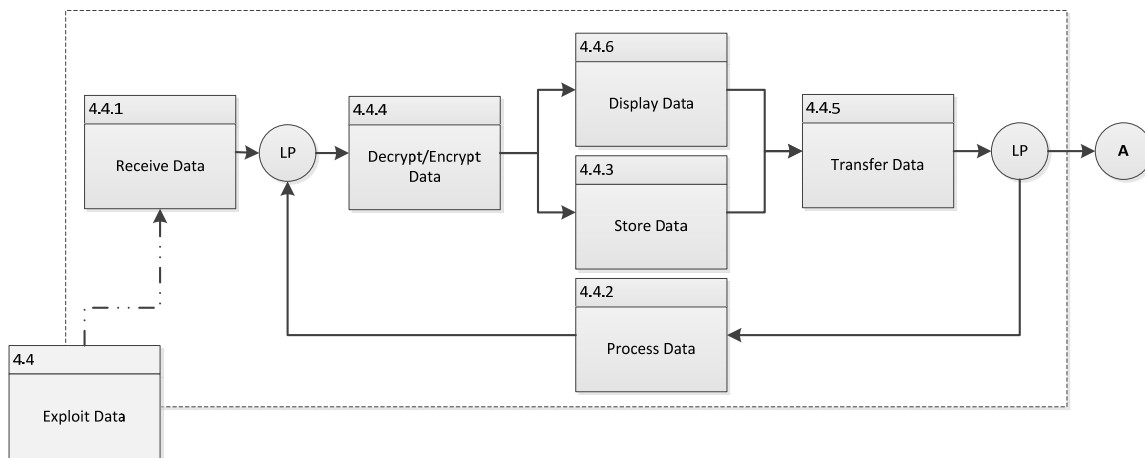 4.4.6
Display Data
4.4.1
Receive Data
LP
4.4.4
Decrypt/Encrypt
Data
4.4.3
Store Data
4.4.5
Transfer Data
LP
A
4.4.2
Process Data
4.4
Exploit Data